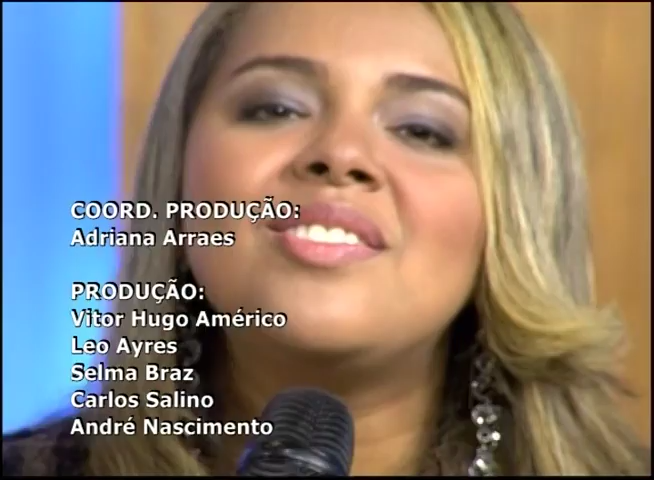 COORD. PRODUÇÃO:
Adriana Arraes
PRODUÇÃO:
Vitor Hugo Américo
Leo Ayres
Selma Braz
Carlos Salino
André Nascimento